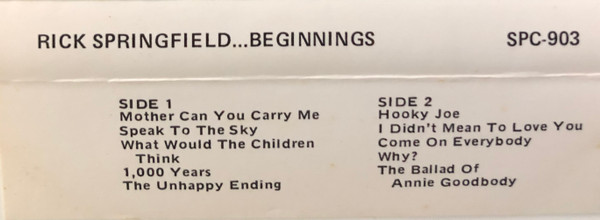 RICK SPRINGFIELD...BEGINNINGS
SPC-903
SIDE 1
Mother Can You Carry Me
Speak To The Sky
What Would The Children
Think
1,000 Years
The Unhappy Ending
SIDE 2
Hooky Joe
I Didn't Mean To Love You
Come On Everybody
Why?
The Ballad Of
Annie Goodbody